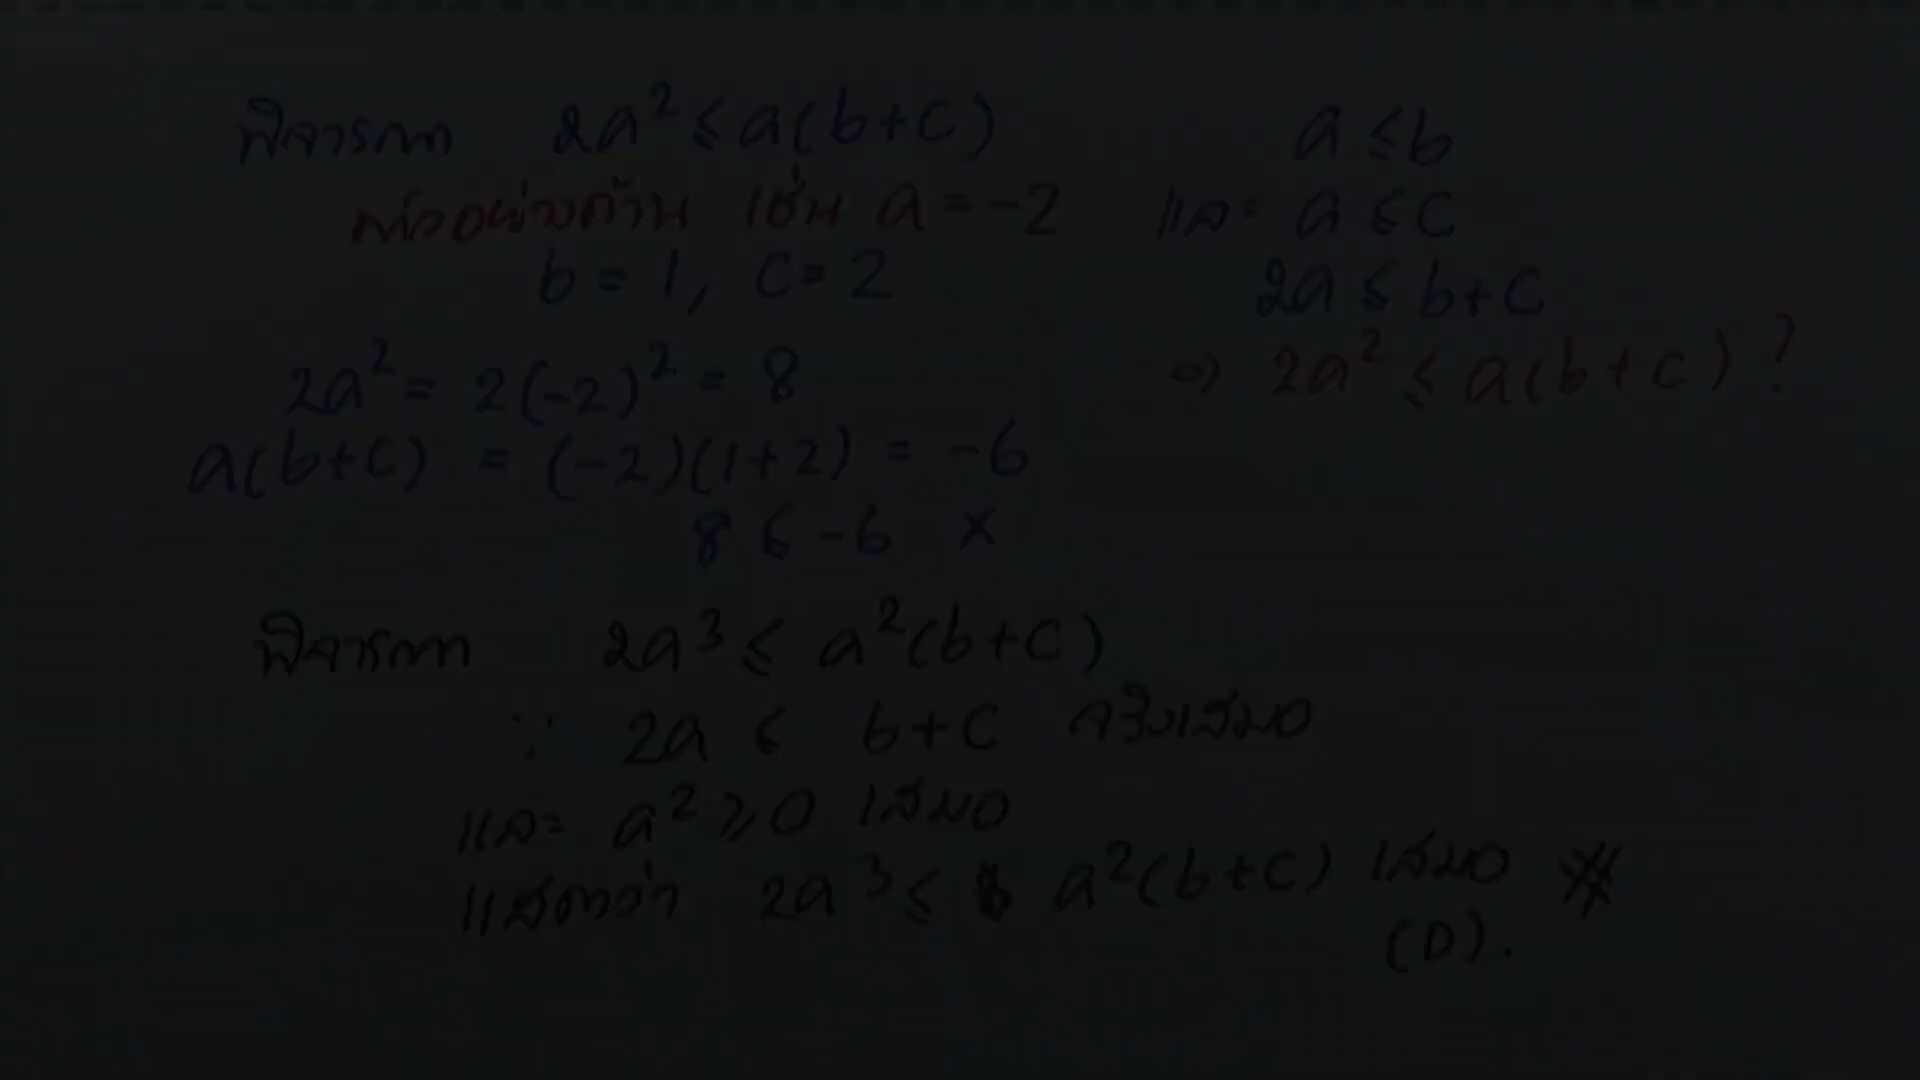 พิจารณา 2a² ≤ a(b+c)
ตัวอย่างค้าน เช่น a = -2
b = 1, c = 2
2a² = 2(-2)² = 8
a(b+c) = (-2)(1+2) = -6
8 ≤ -6 ×
a ≤ b
และ a ≤ c
2a ≤ b+c
⇒ 2a² ≤ a(b+c) ?
พิจารณา 2a³ ≤ a²(b+c)
∵ 2a ≤ b+c จริงเสมอ
และ a² ≥ 0 เสมอ
แสดงว่า 2a³ ≤ a²(b+c) เสมอ #
(D).